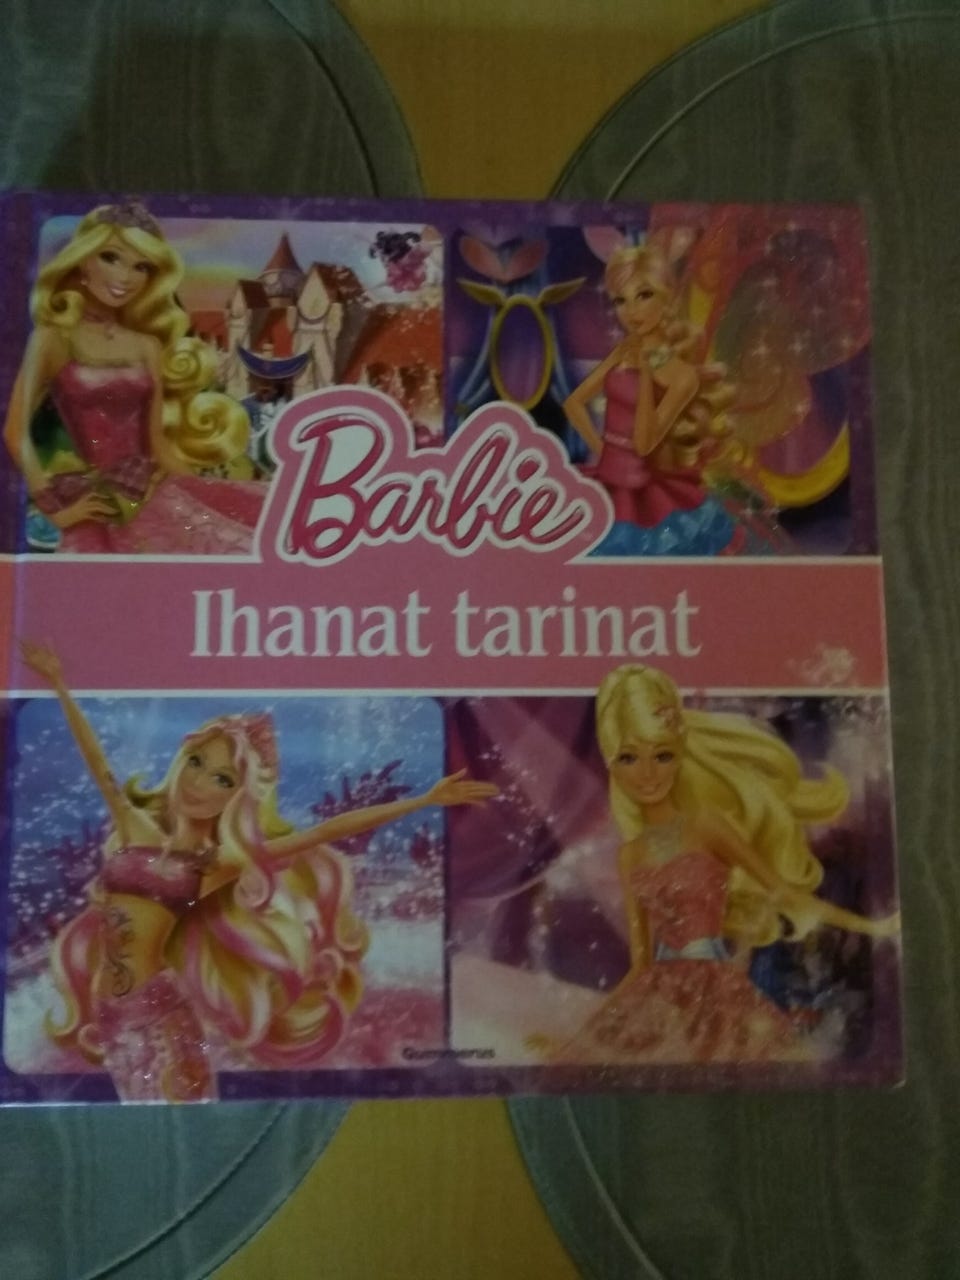 Barbie
Ihanat tarinat
Gummerus